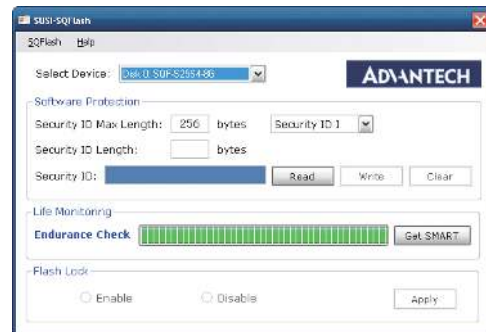 SUSI-SQFlash
SQFlash Help
Select Device: Disk 0: SQF-S25S4-8G
ADVANTECH
Software Protection
Security ID Max Length: 256 bytes Security ID 1
Security ID Length: bytes
Security ID: Read Write Clear
Life Monitoring
Endurance Check Get SMART
Flash Lock
Enable Disable Apply